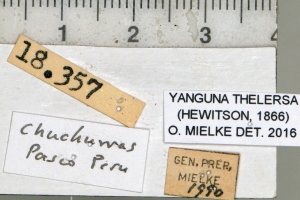 1 2 3 4
18.357
YANGUNA THELERSA
(HEWITSON, 1866)
O. MIELKE DET. 2016
Chuchurras
Pasco Peru
GEN. PREP.
MIELKE
1990